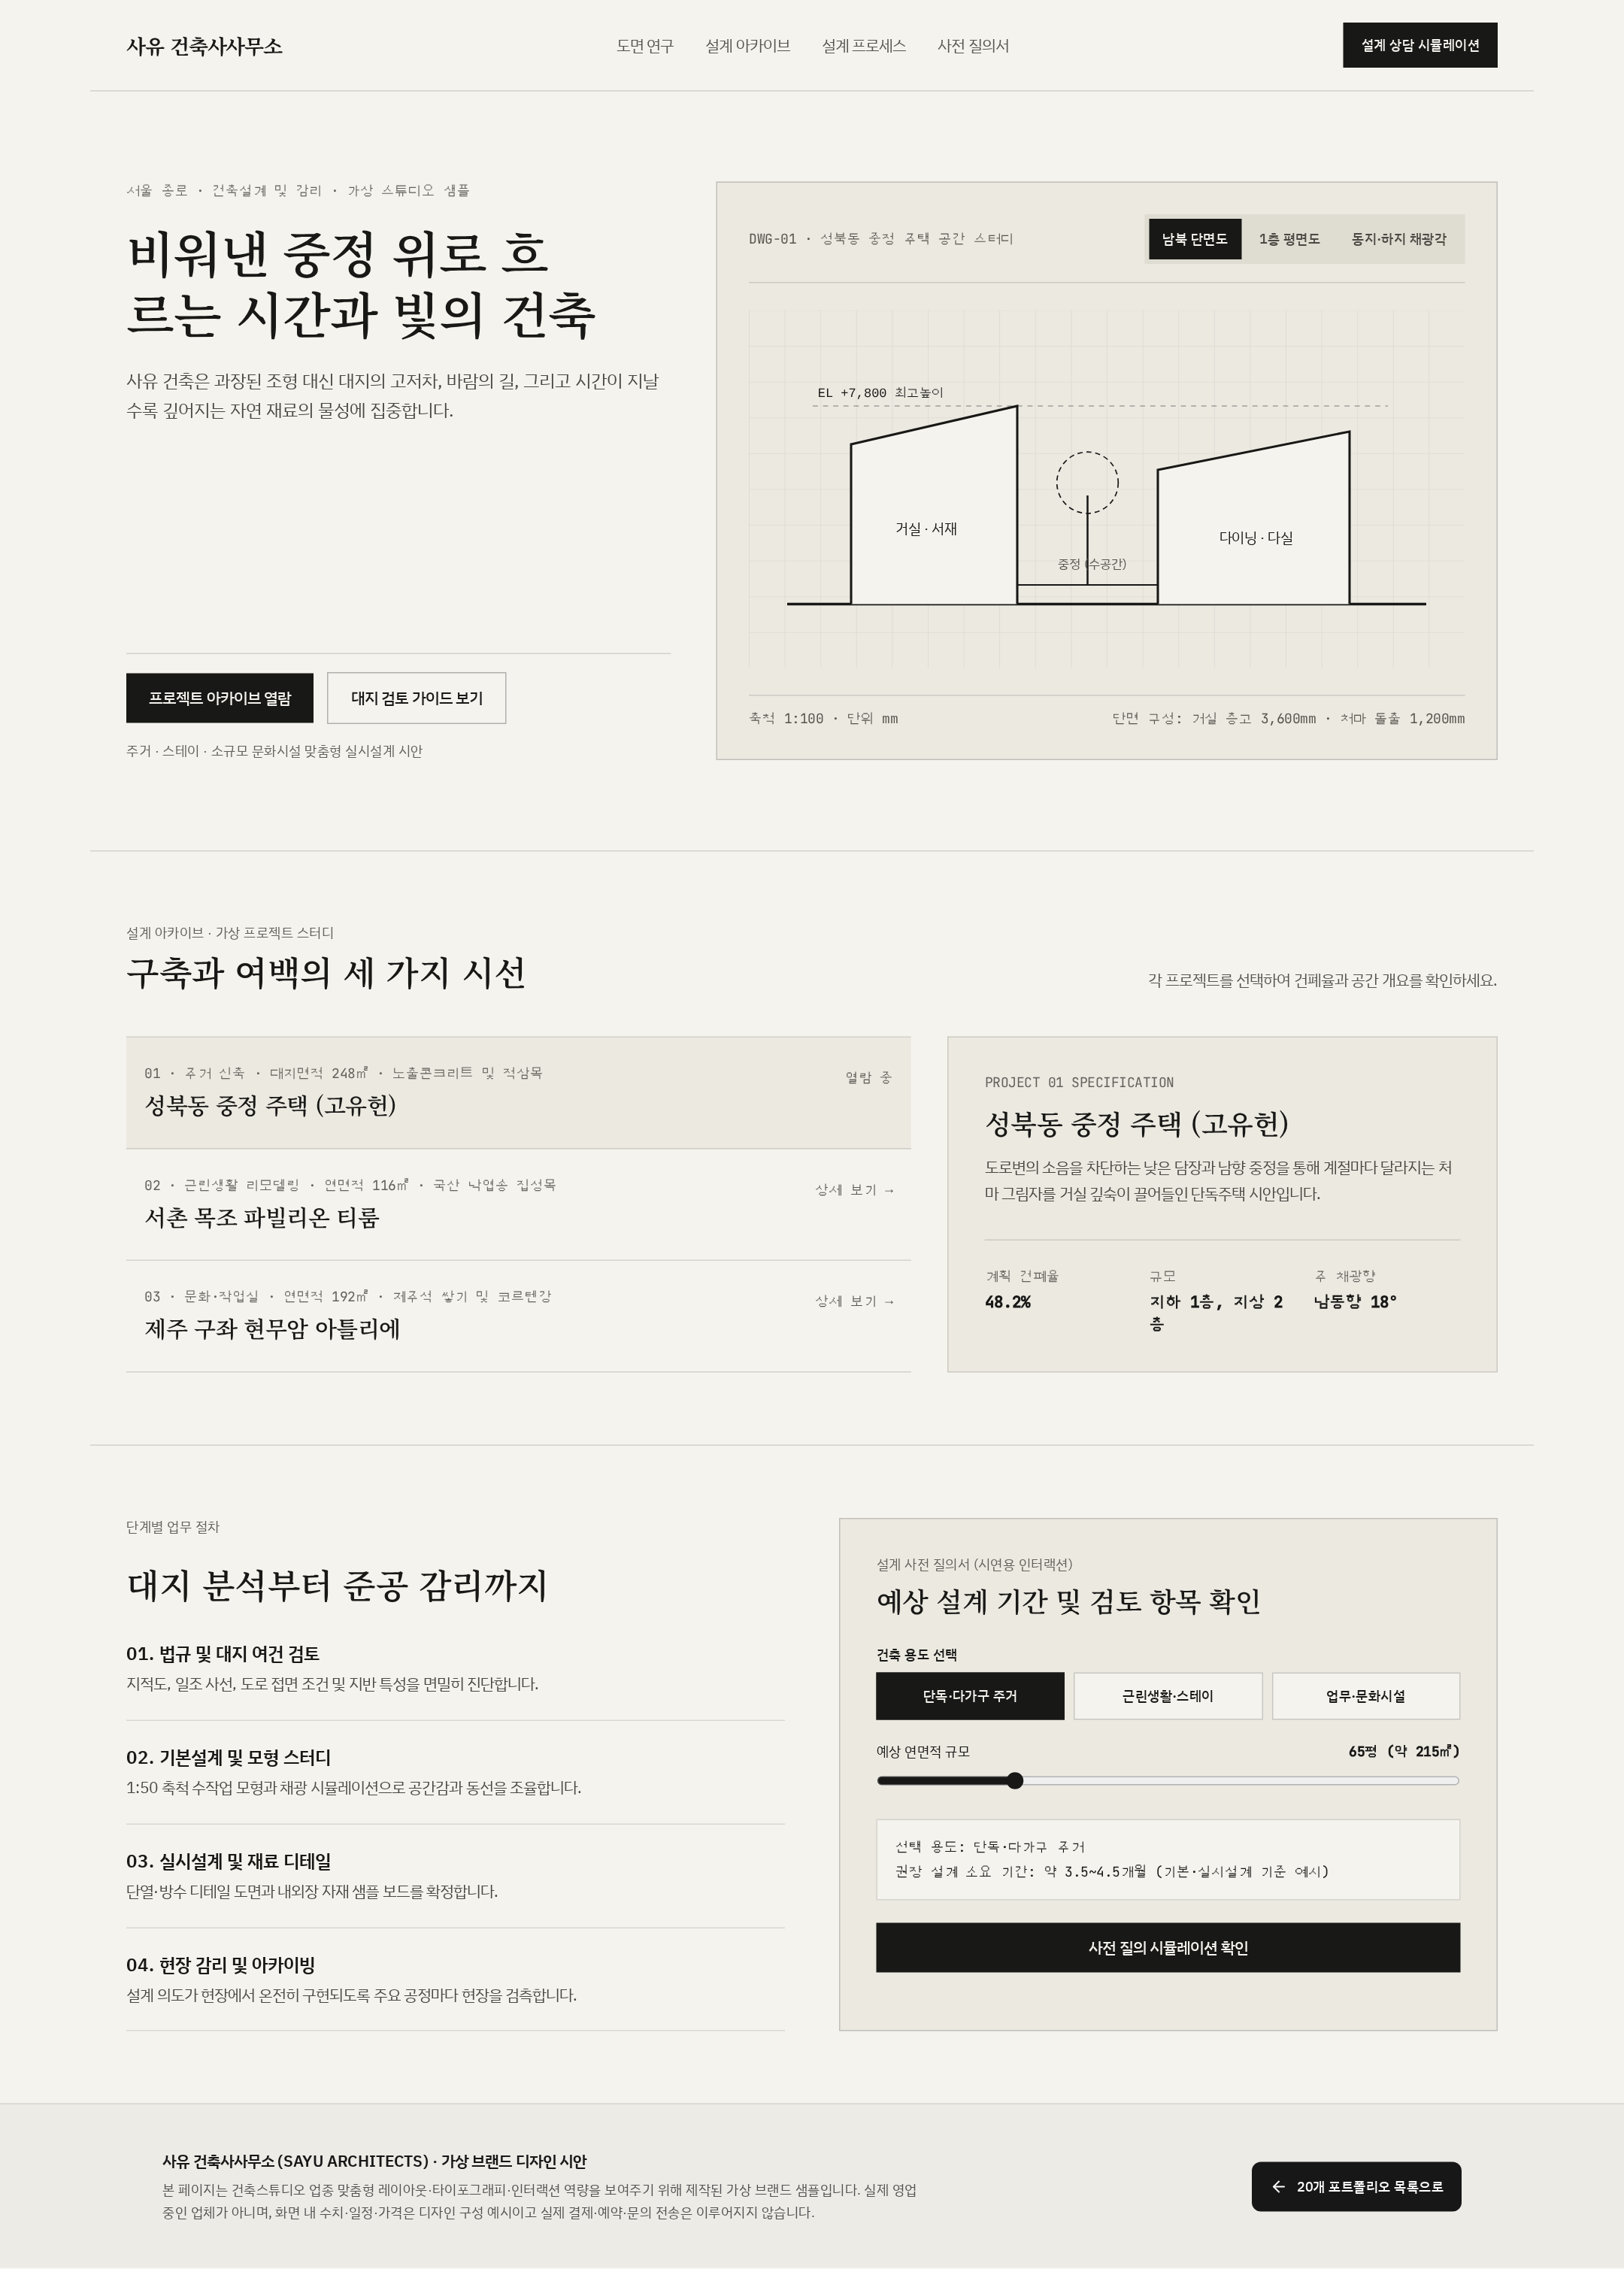 사유 건축사사무소
도면 연구
설계 아카이브
설계 프로세스
사전 질의서
설계 상담 시뮬레이션
서울 종로 · 건축설계 및 감리 · 가상 스튜디오 샘플
비워낸 중정 위로 흐
르는 시간과 빛의 건축
사유 건축은 과장된 조형 대신 대지의 고저차, 바람의 길, 그리고 시간이 지날
수록 깊어지는 자연 재료의 물성에 집중합니다.
프로젝트 아카이브 열람
대지 검토 가이드 보기
주거 · 스테이 · 소규모 문화시설 맞춤형 실시설계 시안
DWG-01 · 성북동 중정 주택 공간 스터디
남북 단면도
1층 평면도
동지·하지 채광각
EL +7,800 최고높이
거실 · 서재
중정 (수공간)
다이닝 · 다실
축척 1:100 · 단위 mm
단면 구성: 거실 층고 3,600mm · 처마 돌출 1,200mm
설계 아카이브 · 가상 프로젝트 스터디
구축과 여백의 세 가지 시선
각 프로젝트를 선택하여 건폐율과 공간 개요를 확인하세요.
01 · 주거 신축 · 대지면적 248㎡ · 노출콘크리트 및 적삼목
성북동 중정 주택 (고유헌)
열람 중
02 · 근린생활 리모델링 · 연면적 116㎡ · 국산 낙엽송 집성목
서촌 목조 파빌리온 티룸
상세 보기 →
03 · 문화·작업실 · 연면적 192㎡ · 제주석 쌓기 및 코르텐강
제주 구좌 현무암 아틀리에
상세 보기 →
PROJECT 01 SPECIFICATION
성북동 중정 주택 (고유헌)
도로변의 소음을 차단하는 낮은 담장과 남향 중정을 통해 계절마다 달라지는 처
마 그림자를 거실 깊숙이 끌어들인 단독주택 시안입니다.
계획 건폐율
48.2%
규모
지하 1층, 지상 2
층
주 채광향
남동향 18°
단계별 업무 절차
대지 분석부터 준공 감리까지
01. 법규 및 대지 여건 검토
지적도, 일조 사선, 도로 접면 조건 및 지반 특성을 면밀히 진단합니다.
02. 기본설계 및 모형 스터디
1:50 축척 수작업 모형과 채광 시뮬레이션으로 공간감과 동선을 조율합니다.
03. 실시설계 및 재료 디테일
단열·방수 디테일 도면과 내외장 자재 샘플 보드를 확정합니다.
04. 현장 감리 및 아카이빙
설계 의도가 현장에서 온전히 구현되도록 주요 공정마다 현장을 검측합니다.
설계 사전 질의서 (시연용 인터랙션)
예상 설계 기간 및 검토 항목 확인
건축 용도 선택
단독·다가구 주거
근린생활·스테이
업무·문화시설
예상 연면적 규모
65평 (약 215㎡)
선택 용도: 단독·다가구 주거
권장 설계 소요 기간: 약 3.5~4.5개월 (기본·실시설계 기준 예시)
사전 질의 시뮬레이션 확인
사유 건축사사무소 (SAYU ARCHITECTS) · 가상 브랜드 디자인 시안
본 페이지는 건축스튜디오 업종 맞춤형 레이아웃·타이포그래피·인터랙션 역량을 보여주기 위해 제작된 가상 브랜드 샘플입니다. 실제 영업
중인 업체가 아니며, 화면 내 수치·일정·가격은 디자인 구성 예시이고 실제 결제·예약·문의 전송은 이루어지지 않습니다.
← 20개 포트폴리오 목록으로